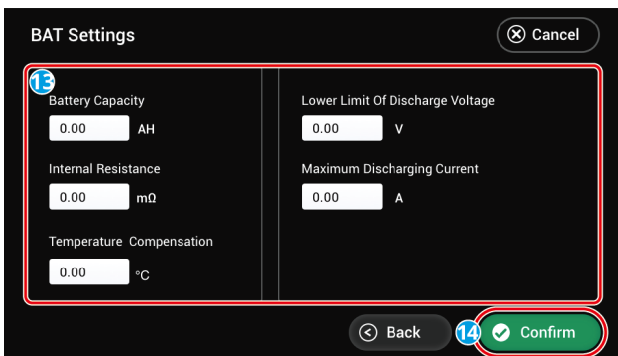 BAT Settings
Cancel
13
Battery Capacity
0.00 AH
Internal Resistance
0.00 mΩ
Temperature Compensation
0.00 °C
Lower Limit Of Discharge Voltage
0.00 V
Maximum Discharging Current
0.00 A
Back
14
Confirm